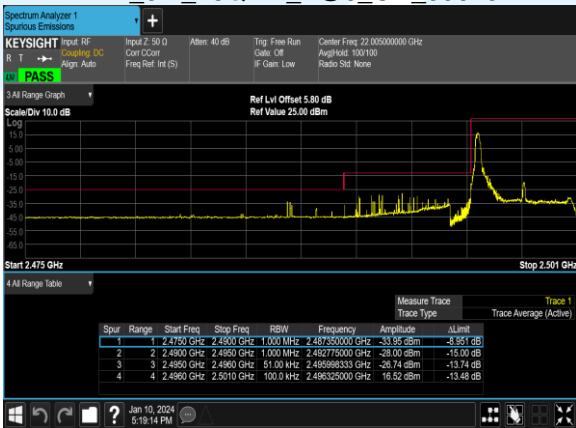 Spectrum Analyzer 1
Spurious Emissions
KEYSIGHT Input: RF Input Z: 50 Ω Atten: 40 dB Trig: Free Run Center Freq: 22.005000000 GHz
R T Coupling: DC Corr CCorr Gate: Off Avg|Hold: 100/100
Align: Auto Freq Ref: Int (S) IF Gain: Low Radio Std: None
PASS
3 All Range Graph
Ref Lvl Offset 5.80 dB
Scale/Div 10.0 dB Ref Value 25.00 dBm
Log
15.0
5.00
-5.00
-15.0
-25.0
-35.0
-45.0
-55.0
-65.0
Start 2.475 GHz Stop 2.501 GHz
4 All Range Table
Measure Trace Trace 1
Trace Type Trace Average (Active)
Spur Range Start Freq Stop Freq RBW Frequency Amplitude ΔLimit
1 1 2.4750 GHz 2.4900 GHz 1.000 MHz 2.487350000 GHz -33.95 dBm -8.951 dB
2 2 2.4900 GHz 2.4950 GHz 1.000 MHz 2.492775000 GHz -28.00 dBm -15.00 dB
3 3 2.4950 GHz 2.4960 GHz 51.00 kHz 2.495998333 GHz -26.74 dBm -13.74 dB
4 4 2.4960 GHz 2.5010 GHz 100.0 kHz 2.496325000 GHz 16.52 dBm -13.48 dB
Jan 10, 2024
5:19:14 PM